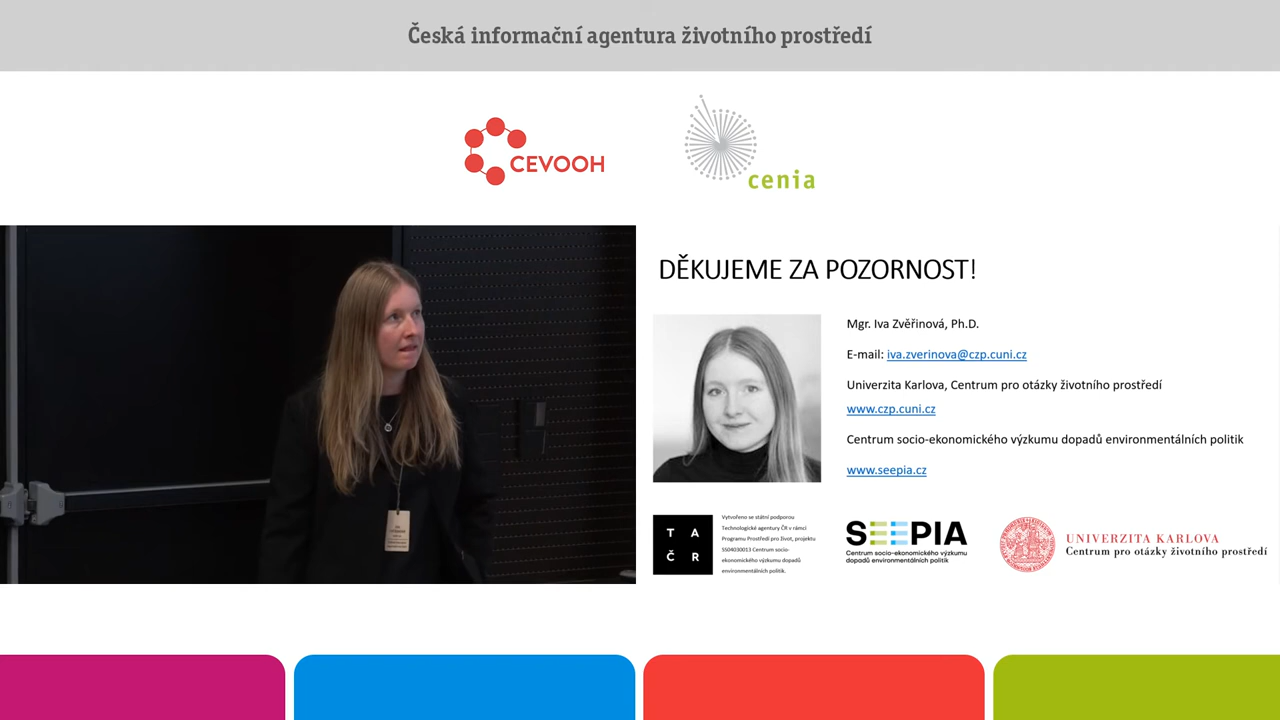 Česká informační agentura životního prostředí
CEVOOH
cenia
DĚKUJEME ZA POZORNOST!
Mgr. Iva Zvěřinová, Ph.D.
E-mail: iva.zverinova@czp.cuni.cz
Univerzita Karlova, Centrum pro otázky životního prostředí
www.czp.cuni.cz
Centrum socio-ekonomického výzkumu dopadů environmentálních politik
www.seepia.cz
T A
Č R
Vytvořeno se státní podporou
Technologické agentury ČR v rámci
Programu Prostředí pro život, projektu
SS04030013 Centrum socio-
ekonomického výzkumu dopadů
environmentálních politik.
SEEPIA
Centrum socio-ekonomického výzkumu
dopadů environmentálních politik
UNIVERZITA KARLOVA
Centrum pro otázky životního prostředí